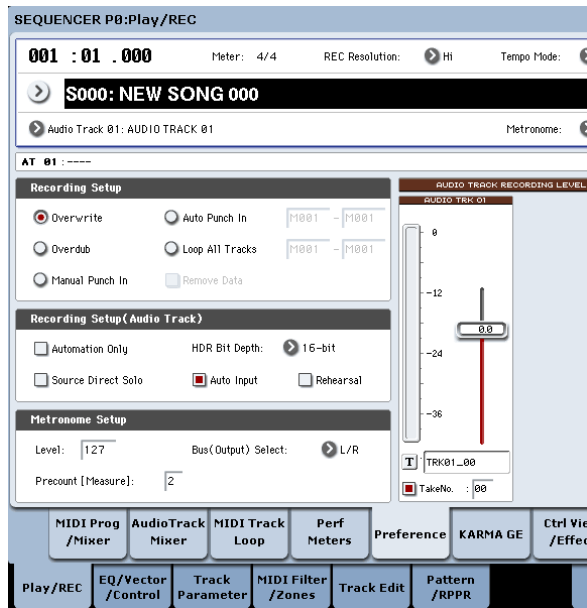 SEQUENCER P0:Play/REC
001 :01 .000 Meter: 4/4 REC Resolution: Hi Tempo Mode:
S000: NEW SONG 000
Audio Track 01: AUDIO TRACK 01 Metronome:
AT 01 :----
Recording Setup
Overwrite Auto Punch In M001 - M001
Overdub Loop All Tracks M001 - M001
Manual Punch In Remove Data
Recording Setup(Audio Track)
Automation Only HDR Bit Depth: 16-bit
Source Direct Solo Auto Input Rehearsal
Metronome Setup
Level: 127 Bus(Output) Select: L/R
Precount [Measure]: 2
AUDIO TRACK RECORDING LEVEL
AUDIO TRK 01
0
-12
0.0
-24
-36
T TRK01_00
TakeNo. : 00
MIDI Prog /Mixer
AudioTrack Mixer
MIDI Track Loop
Perf Meters
Preference
KARMA GE
Ctrl Vie /Effec
Play/REC
EQ/Vector /Control
Track Parameter
MIDI Filter /Zones
Track Edit
Pattern /RPPR